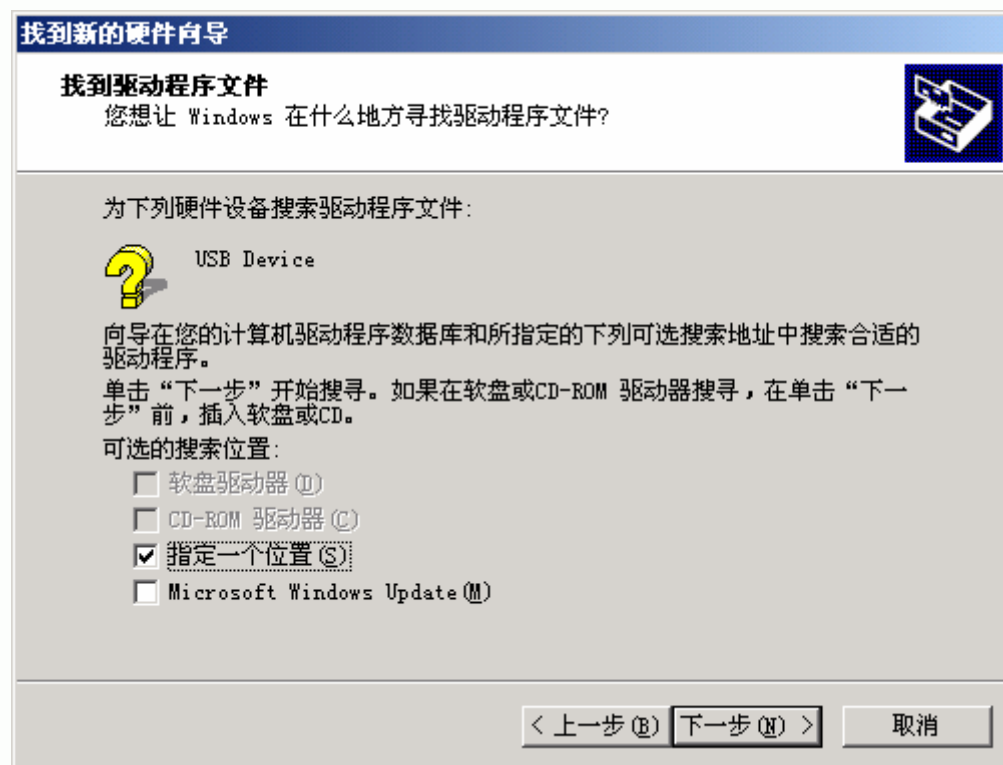 找到新的硬件向导
找到驱动程序文件
您想让 Windows 在什么地方寻找驱动程序文件?
为下列硬件设备搜索驱动程序文件:
USB Device
向导在您的计算机驱动程序数据库和所指定的下列可选搜索地址中搜索合适的
驱动程序。
单击“下一步”开始搜寻。如果在软盘或CD-ROM 驱动器搜寻，在单击“下一
步”前，插入软盘或CD。
可选的搜索位置:
软盘驱动器(D)
CD-ROM 驱动器(C)
指定一个位置(S)
Microsoft Windows Update(M)
< 上一步(B) 下一步(N) > 取消